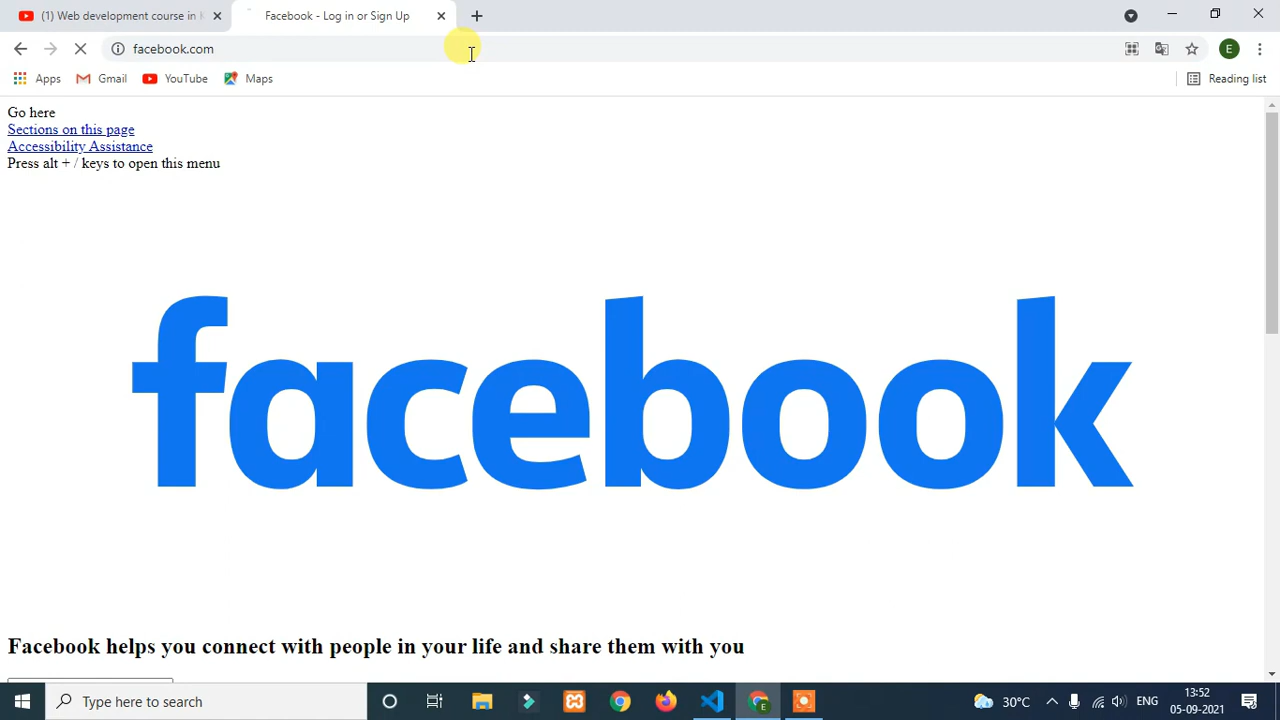 (1) Web development course in
Facebook - Log in or Sign Up
facebook.com
E
Apps
Gmail
YouTube
Maps
Reading list
Go here
Sections on this page
Accessibility Assistance
Press alt + / keys to open this menu
facebook
Facebook helps you connect with people in your life and share them with you
Type here to search
30°C
ENG
13:52
05-09-2021